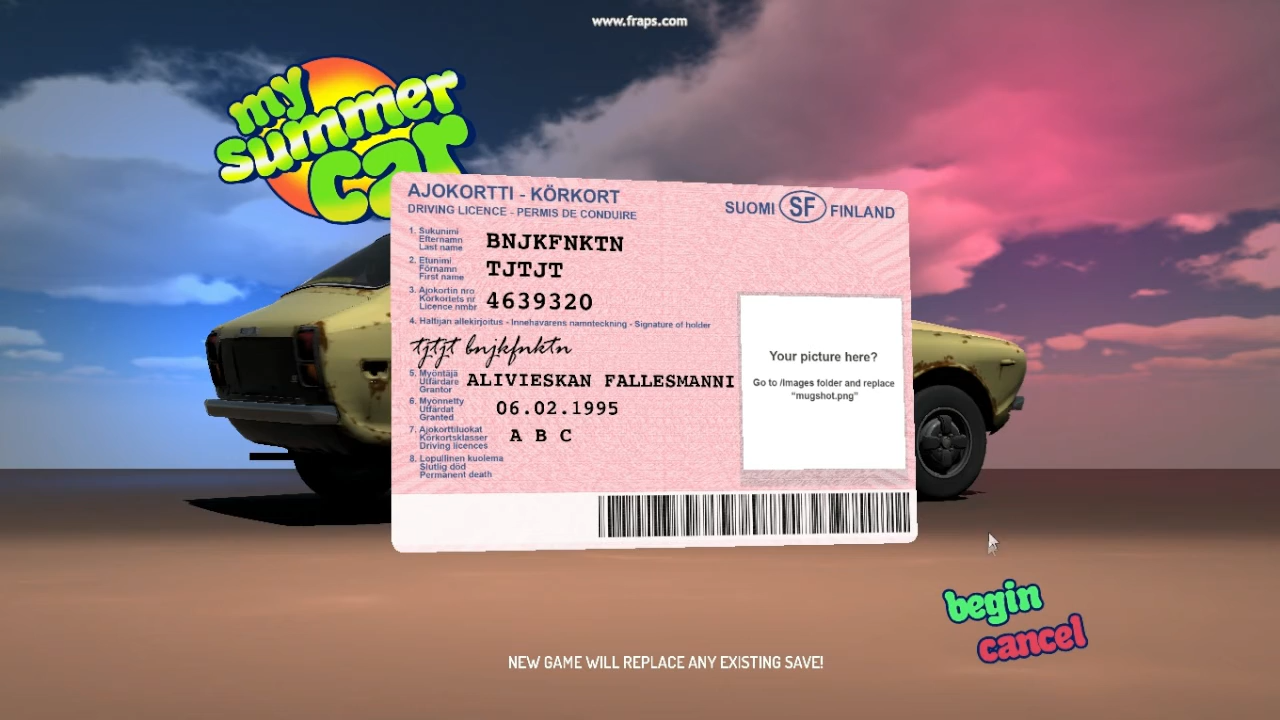 www.fraps.com
my
summer
car
AJOKORTTI - KÖRKORT
DRIVING LICENCE - PERMIS DE CONDUIRE
SUOMI SF FINLAND
1. Sukunimi
Efternamn
Last name
BNJKFNKTN
2. Etunimi
Förnamn
First name
TJTJT
3. Ajokortin nro
Körkortets nr
Licence nmbr
4639320
4. Haltijan allekirjoitus - Innehavarens namnteckning - Signature of holder
tjtjt bnjkfnktn
5. Myöntäjä
Utfärdare
Grantor
ALIVIESKAN FALLESMANNI
6. Myönnetty
Utfärdat
Granted
06.02.1995
7. Ajokorttiluokat
Körkortsklasser
Driving licences
A B C
8. Lopullinen kuolema
Slutlig död
Permanent death
Your picture here?
Go to /Images folder and replace
"mugshot.png"
begin
cancel
NEW GAME WILL REPLACE ANY EXISTING SAVE!